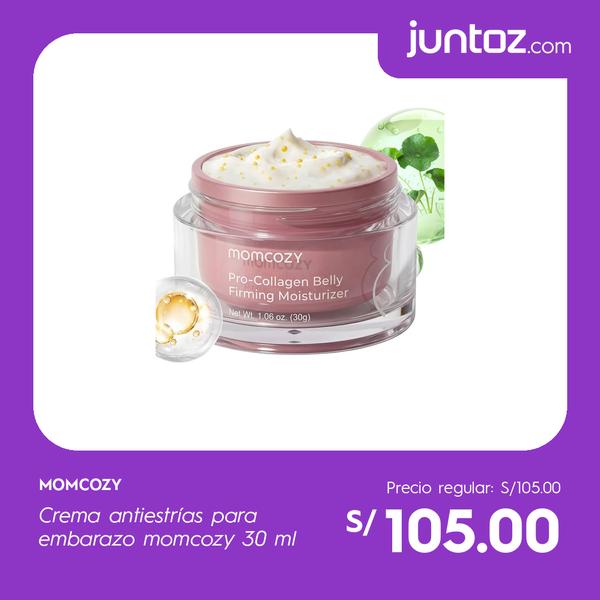 juntoz.com
momcozy
Pro-Collagen Belly
Firming Moisturizer
Net Wt. 1.06 oz. (30g)
MOMCOZY
Crema antiestrías para
embarazo momcozy 30 ml
Precio regular: S/105.00
S/ 105.00